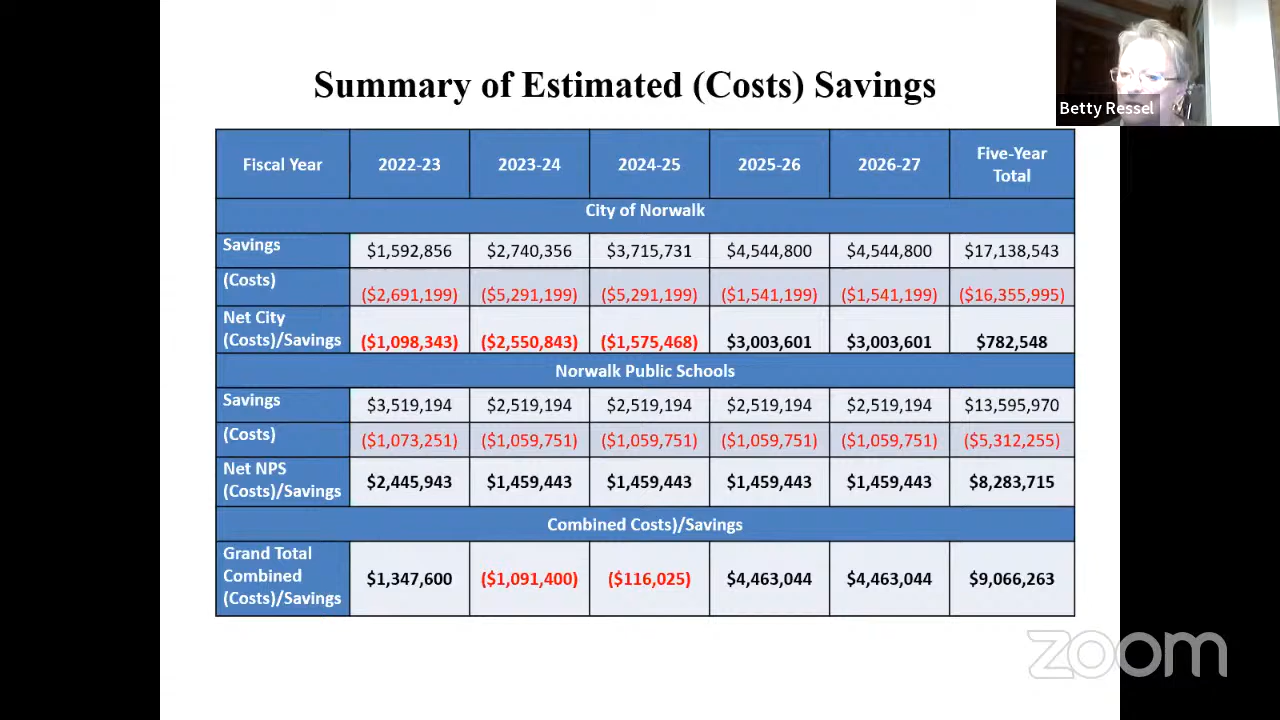 Summary of Estimated (Costs) Savings
Betty Ressel
Fiscal Year 2022-23 2023-24 2024-25 2025-26 2026-27 Five-Year Total
City of Norwalk
Savings $1,592,856 $2,740,356 $3,715,731 $4,544,800 $4,544,800 $17,138,543
(Costs) ($2,691,199) ($5,291,199) ($5,291,199) ($1,541,199) ($1,541,199) ($16,355,995)
Net City (Costs)/Savings ($1,098,343) ($2,550,843) ($1,575,468) $3,003,601 $3,003,601 $782,548
Norwalk Public Schools
Savings $3,519,194 $2,519,194 $2,519,194 $2,519,194 $2,519,194 $13,595,970
(Costs) ($1,073,251) ($1,059,751) ($1,059,751) ($1,059,751) ($1,059,751) ($5,312,255)
Net NPS (Costs)/Savings $2,445,943 $1,459,443 $1,459,443 $1,459,443 $1,459,443 $8,283,715
Combined Costs)/Savings
Grand Total Combined (Costs)/Savings $1,347,600 ($1,091,400) ($116,025) $4,463,044 $4,463,044 $9,066,263
zoom